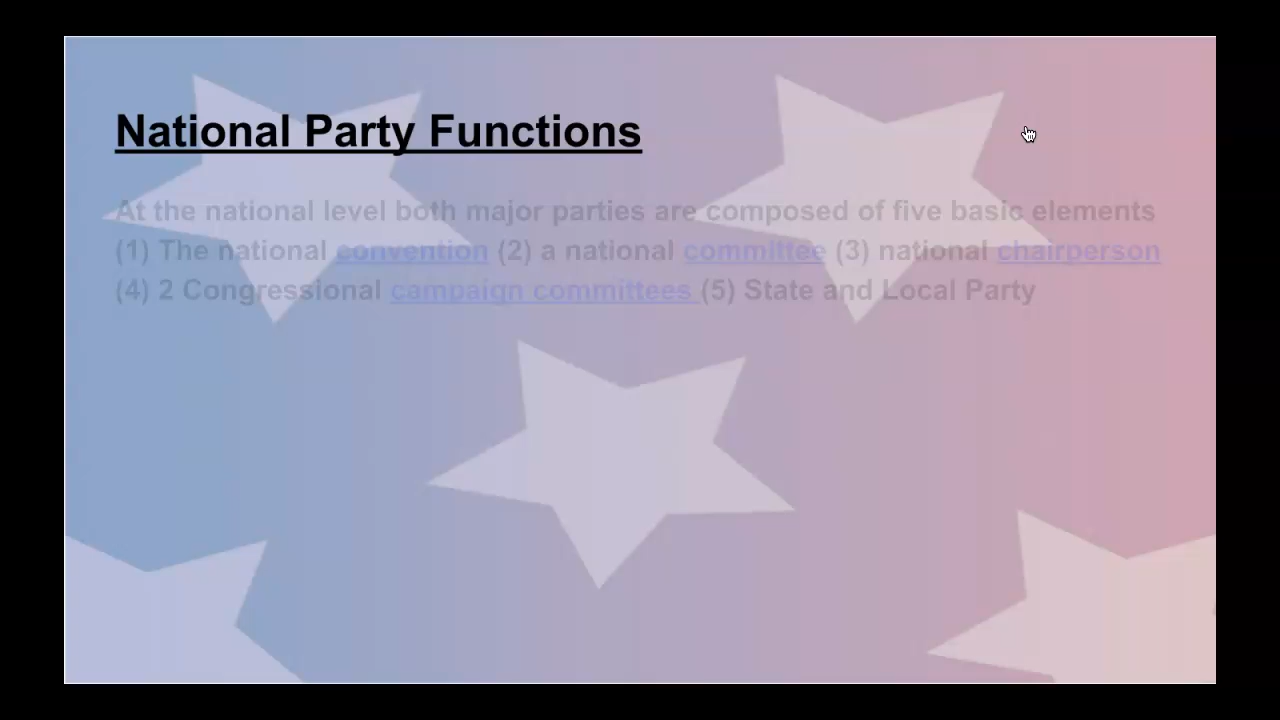 National Party Functions
At the national level both major parties are composed of five basic elements
(1) The national convention (2) a national committee (3) national chairperson
(4) 2 Congressional campaign committees (5) State and Local Party